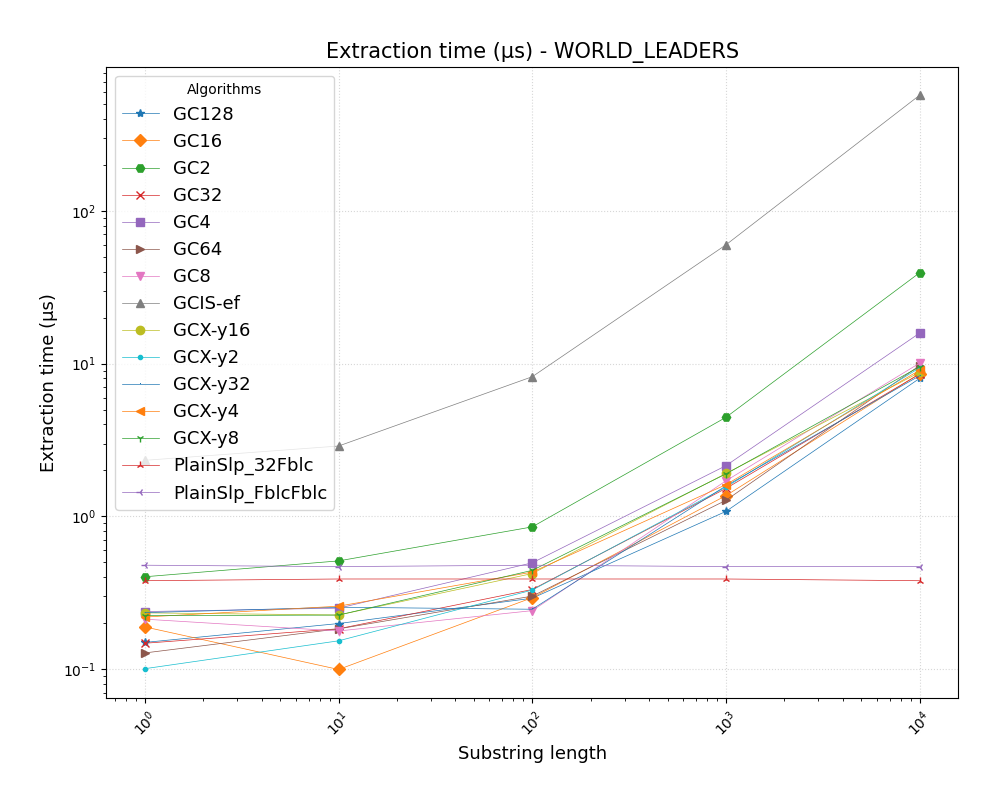 Extraction time (μs) - WORLD_LEADERS
Extraction time (μs)
10²
10¹
10⁰
10⁻¹
Algorithms
GC128
GC16
GC2
GC32
GC4
GC64
GC8
GCIS-ef
GCX-y16
GCX-y2
GCX-y32
GCX-y4
GCX-y8
PlainSlp_32Fblc
PlainSlp_FblcFblc
10⁰ 10¹ 10² 10³ 10⁴
Substring length